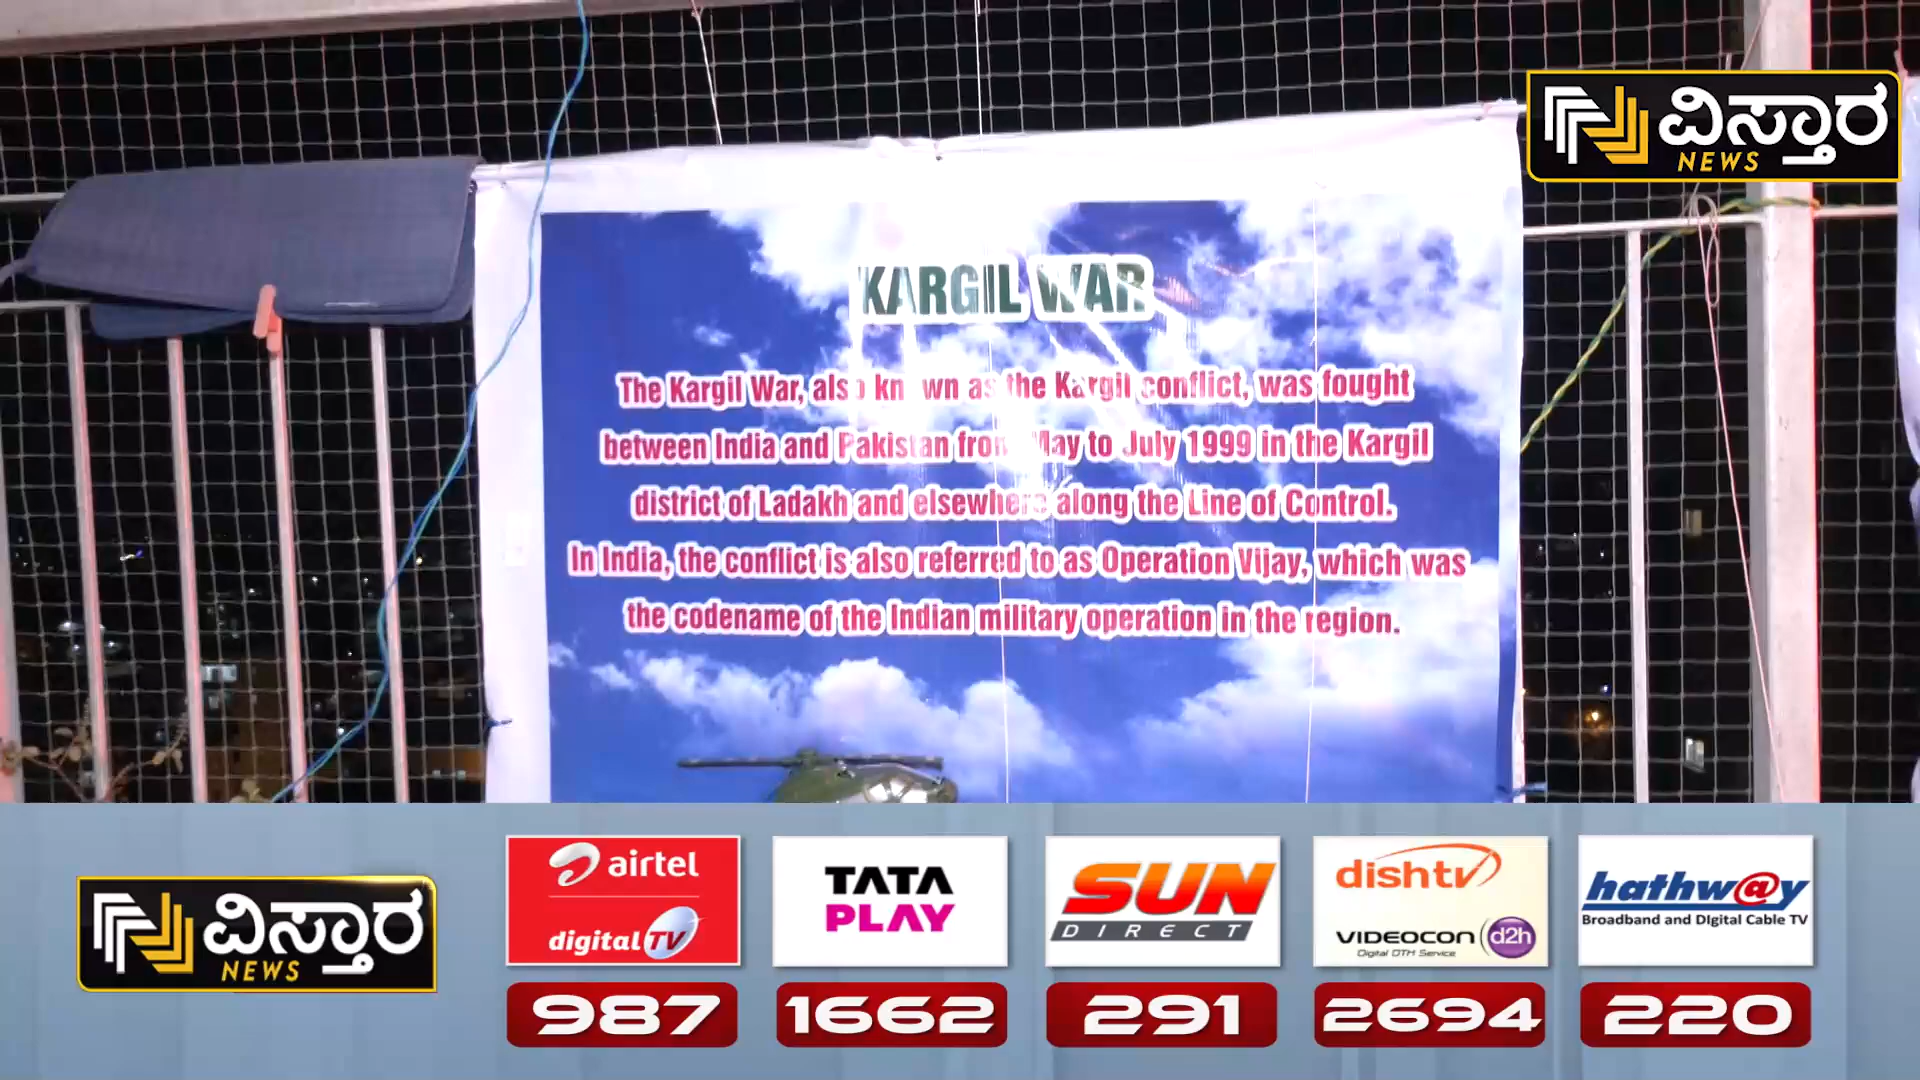 ವಿಸ್ತಾರ
NEWS
KARGIL WAR
The Kargil War, also known as the Kargil conflict, was fought
between India and Pakistan from May to July 1999 in the Kargil
district of Ladakh and elsewhere along the Line of Control.
In India, the conflict is also referred to as Operation Vijay, which was
the codename of the Indian military operation in the region.
ವಿಸ್ತಾರ
NEWS
airtel
digital TV
987
TATA
PLAY
1662
SUN
DIRECT
291
dishtv
VIDEOCON d2h
Digital DTH Service
2694
hathw@y
Broadband and Digital Cable TV
220